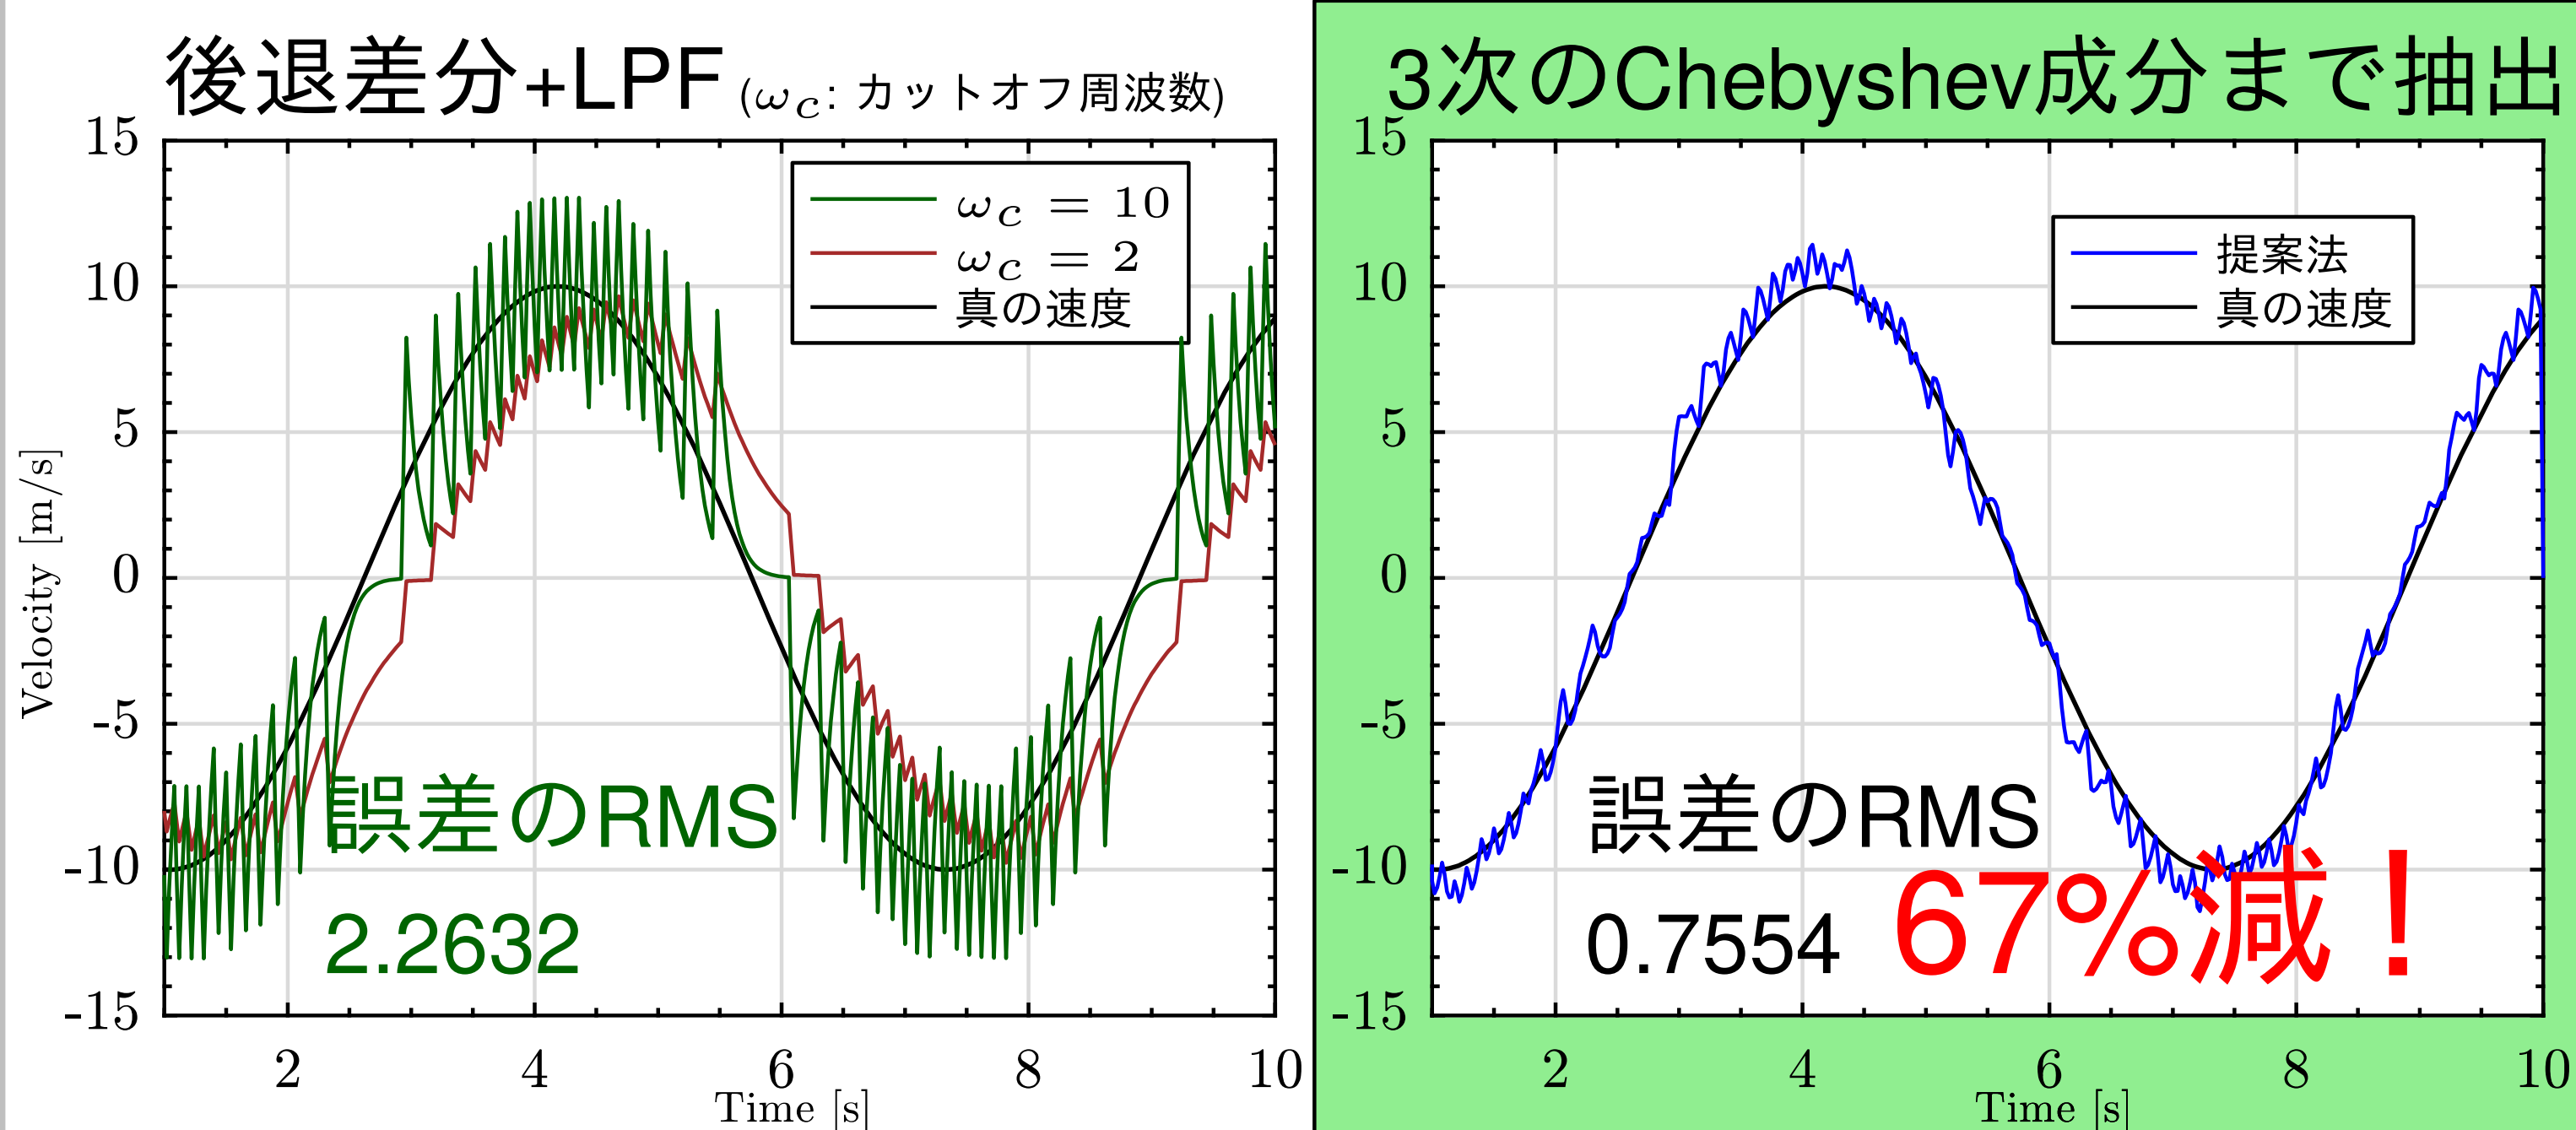 後退差分+LPF (ω_c: カットオフ周波数)
15
10
5
0
-5
-10
-15
Velocity [m/s]
ω_c = 10
ω_c = 2
真の速度
誤差のRMS
2.2632
2 4 6 8 10
Time [s]
3次のChebyshev成分まで抽出
15
10
5
0
-5
-10
-15
提案法
真の速度
誤差のRMS
0.7554 67%減!
2 4 6 8 10
Time [s]